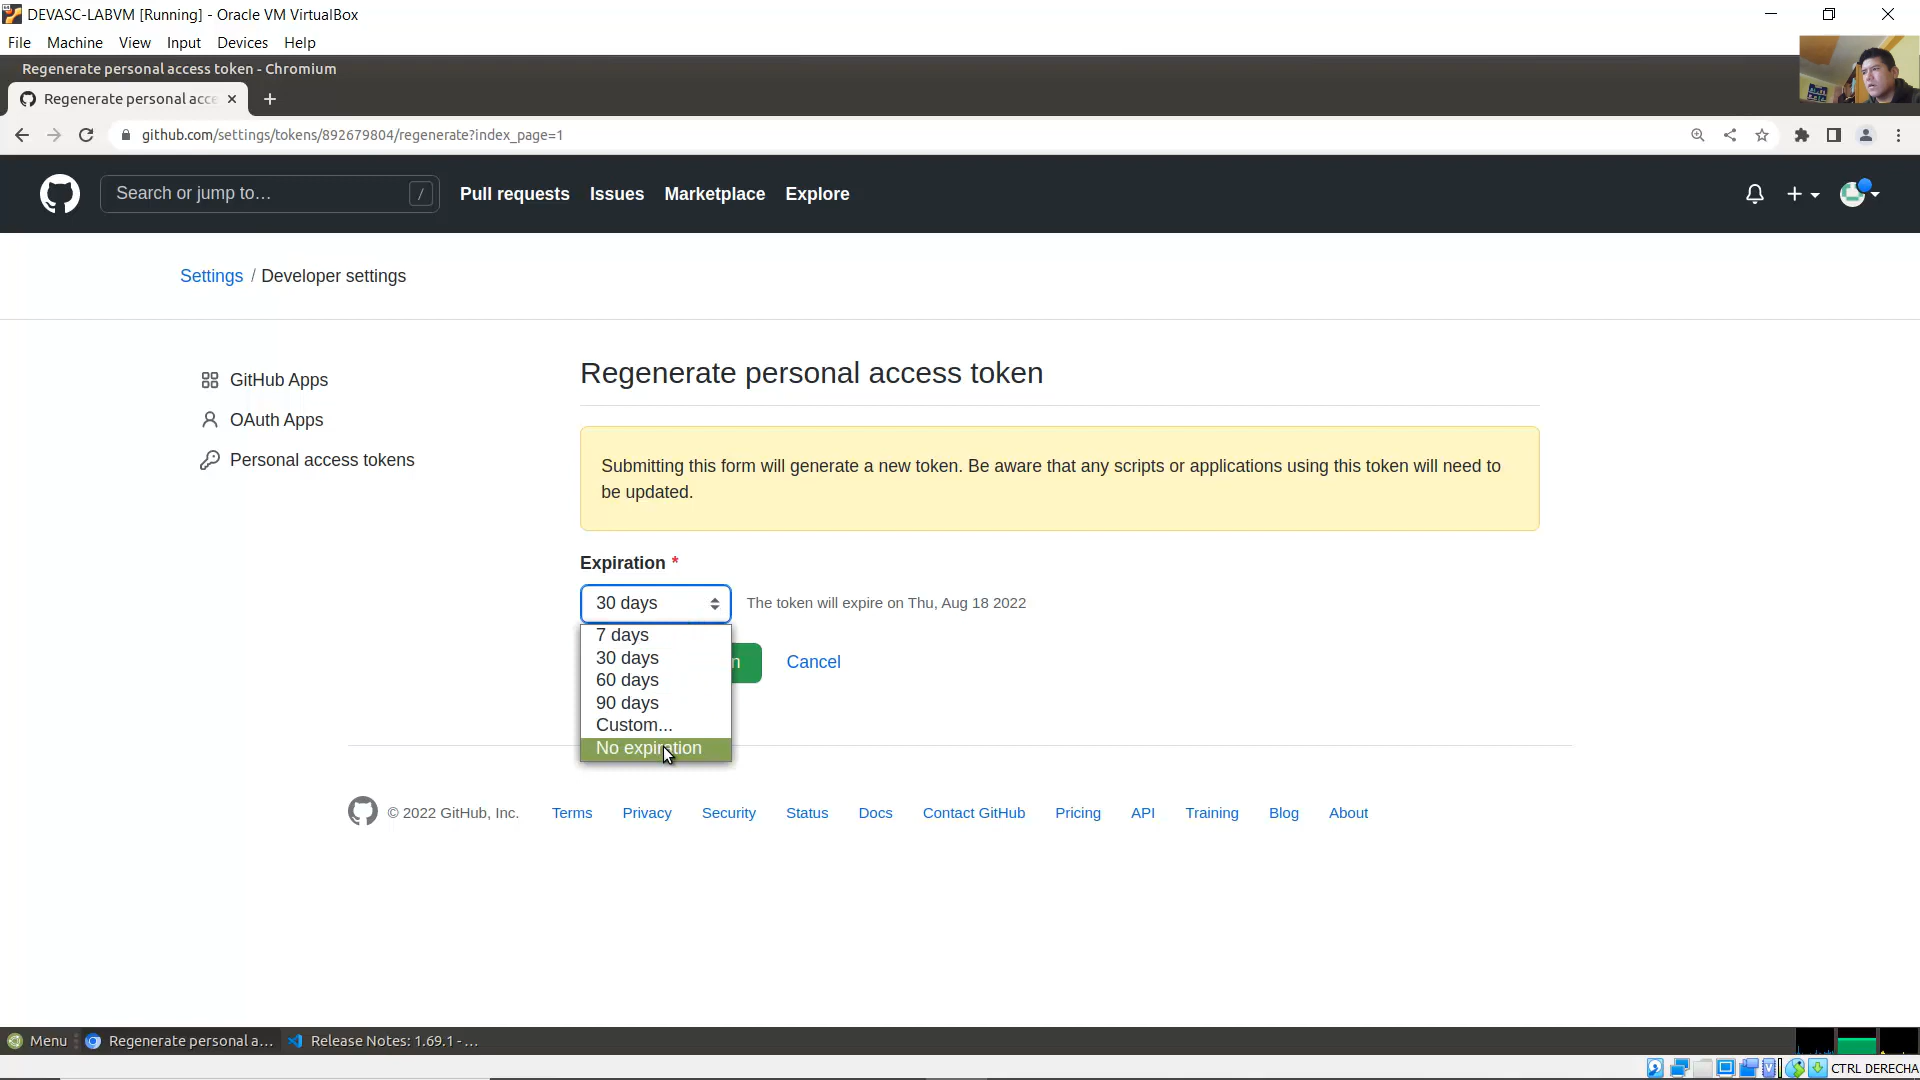 DEVASC-LABVM [Running] - Oracle VM VirtualBox
File Machine View Input Devices Help
Regenerate personal access token - Chromium
Regenerate personal acce
github.com/settings/tokens/892679804/regenerate?index_page=1
Search or jump to… /
Pull requests Issues Marketplace Explore
Settings / Developer settings
GitHub Apps
OAuth Apps
Personal access tokens
Regenerate personal access token
Submitting this form will generate a new token. Be aware that any scripts or applications using this token will need to
be updated.
Expiration *
30 days The token will expire on Thu, Aug 18 2022
7 days
30 days
60 days
90 days
Custom...
No expiration
n Cancel
© 2022 GitHub, Inc. Terms Privacy Security Status Docs Contact GitHub Pricing API Training Blog About
Menu Regenerate personal a... Release Notes: 1.69.1 - ...
CTRL DERECHA